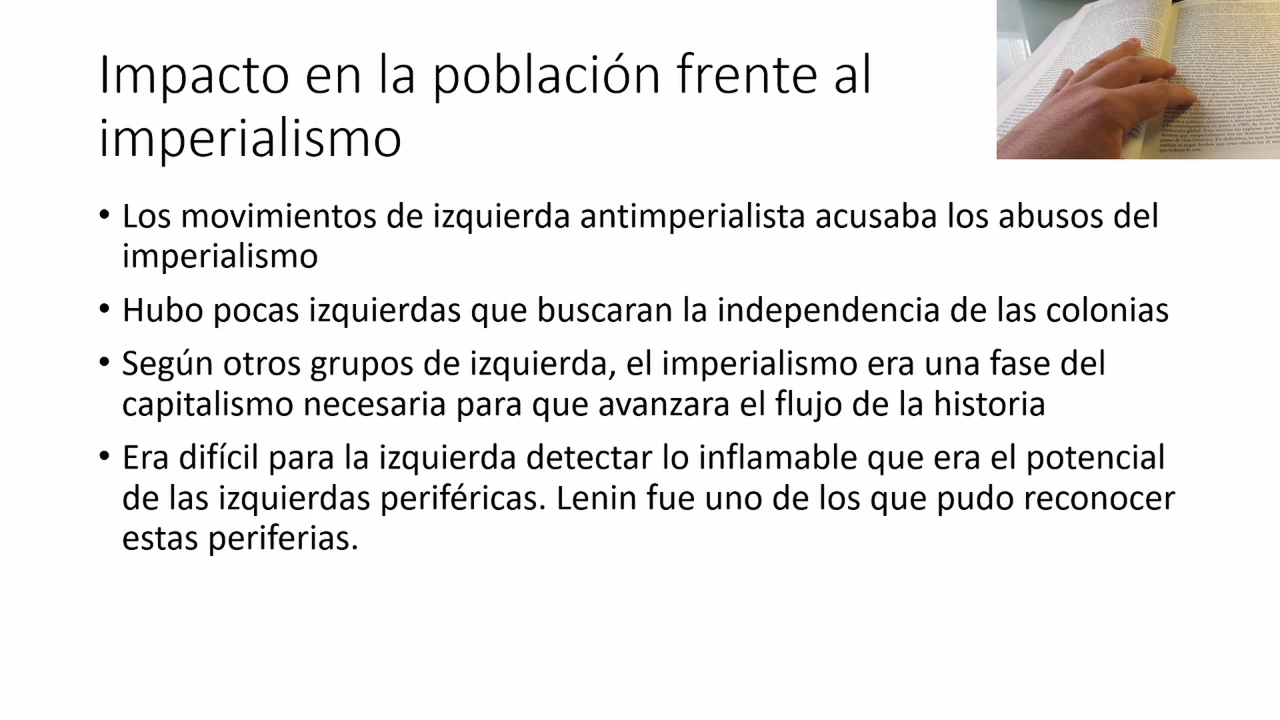 Impacto en la población frente al
imperialismo
• Los movimientos de izquierda antimperialista acusaba los abusos del
imperialismo
• Hubo pocas izquierdas que buscaran la independencia de las colonias
• Según otros grupos de izquierda, el imperialismo era una fase del
capitalismo necesaria para que avanzara el flujo de la historia
• Era difícil para la izquierda detectar lo inflamable que era el potencial
de las izquierdas periféricas. Lenin fue uno de los que pudo reconocer
estas periferias.